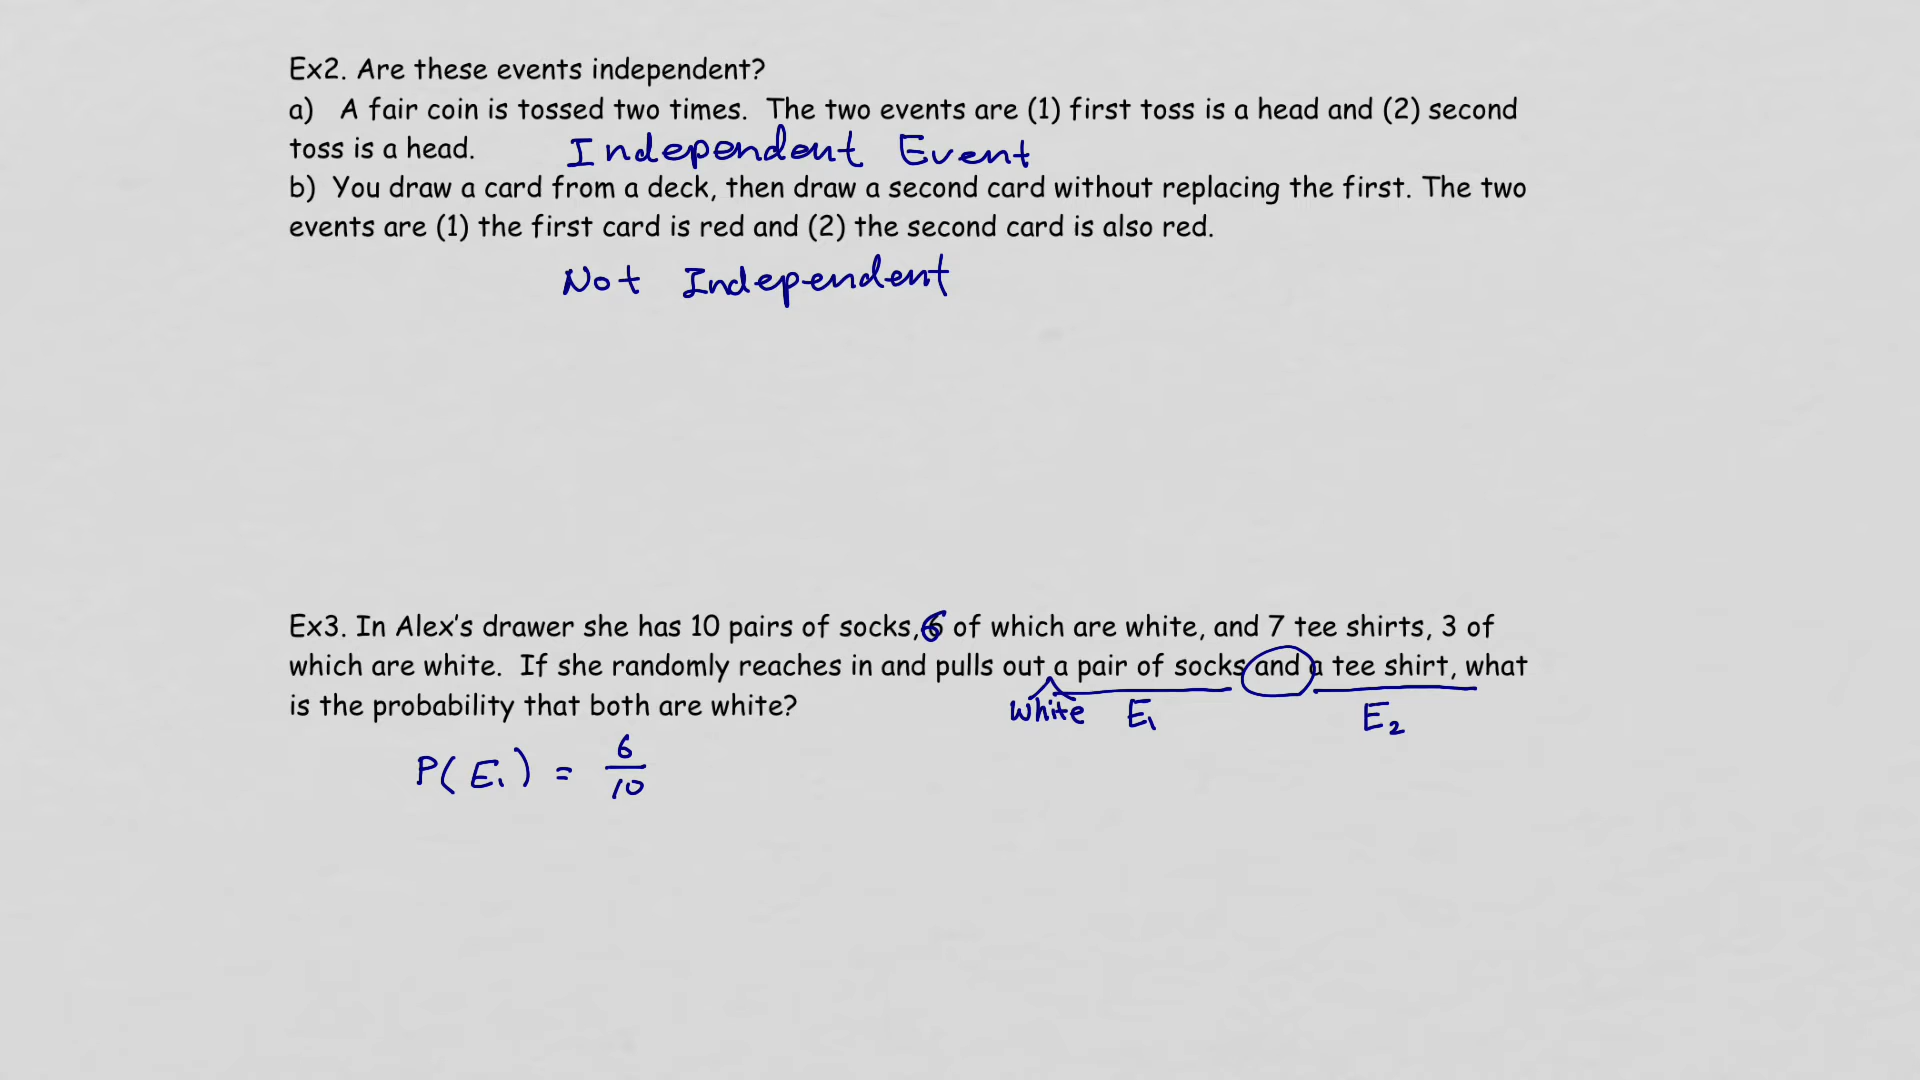 Ex2. Are these events independent?
a) A fair coin is tossed two times. The two events are (1) first toss is a head and (2) second
toss is a head. Independent Event
b) You draw a card from a deck, then draw a second card without replacing the first. The two
events are (1) the first card is red and (2) the second card is also red.
Not Independent
Ex3. In Alex's drawer she has 10 pairs of socks, 6 of which are white, and 7 tee shirts, 3 of
which are white. If she randomly reaches in and pulls out a pair of socks and a tee shirt, what
is the probability that both are white? white E₁ E₂
P(E₁) = 6/10